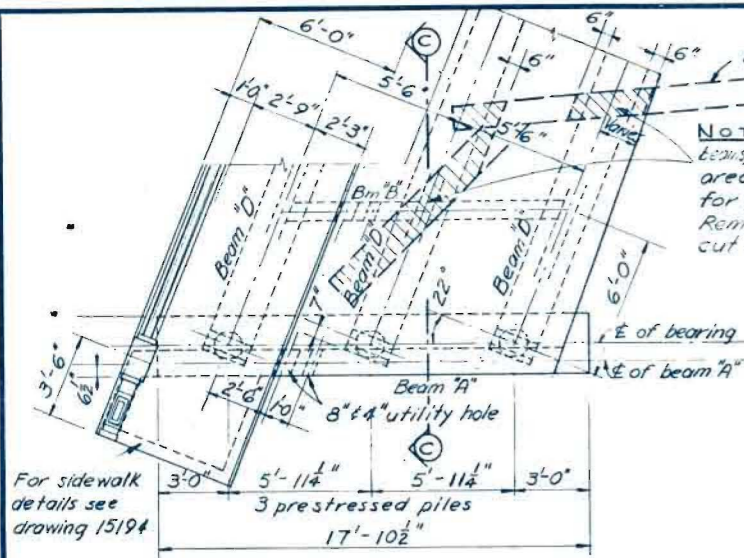 6'-0"
C
6"
6"
6"
5'-6"
1'-0"
2'-9"
2'-3"
5'-6"
NOT
beams
area
for
Rem
cut
Bm "B"
Beam "D"
Beam "D"
Beam "D"
6'-0"
7"
22°
℄ of bearing
℄ of beam "A"
3'-6"
6½"
2'-6"
1'-0"
Beam "A"
8" & 4" utility hole
C
For sidewalk
details see
drawing 15194
3'-0"
5'-11¼"
5'-11¼"
3'-0"
3 prestressed piles
17'-10½"